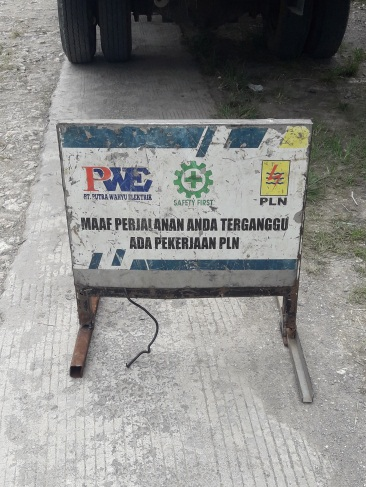 PWE
PT. PUTRA WAHYU ELEKTRIK
SAFETY FIRST
PLN
MAAF PERJALANAN ANDA TERGANGGU
ADA PEKERJAAN PLN